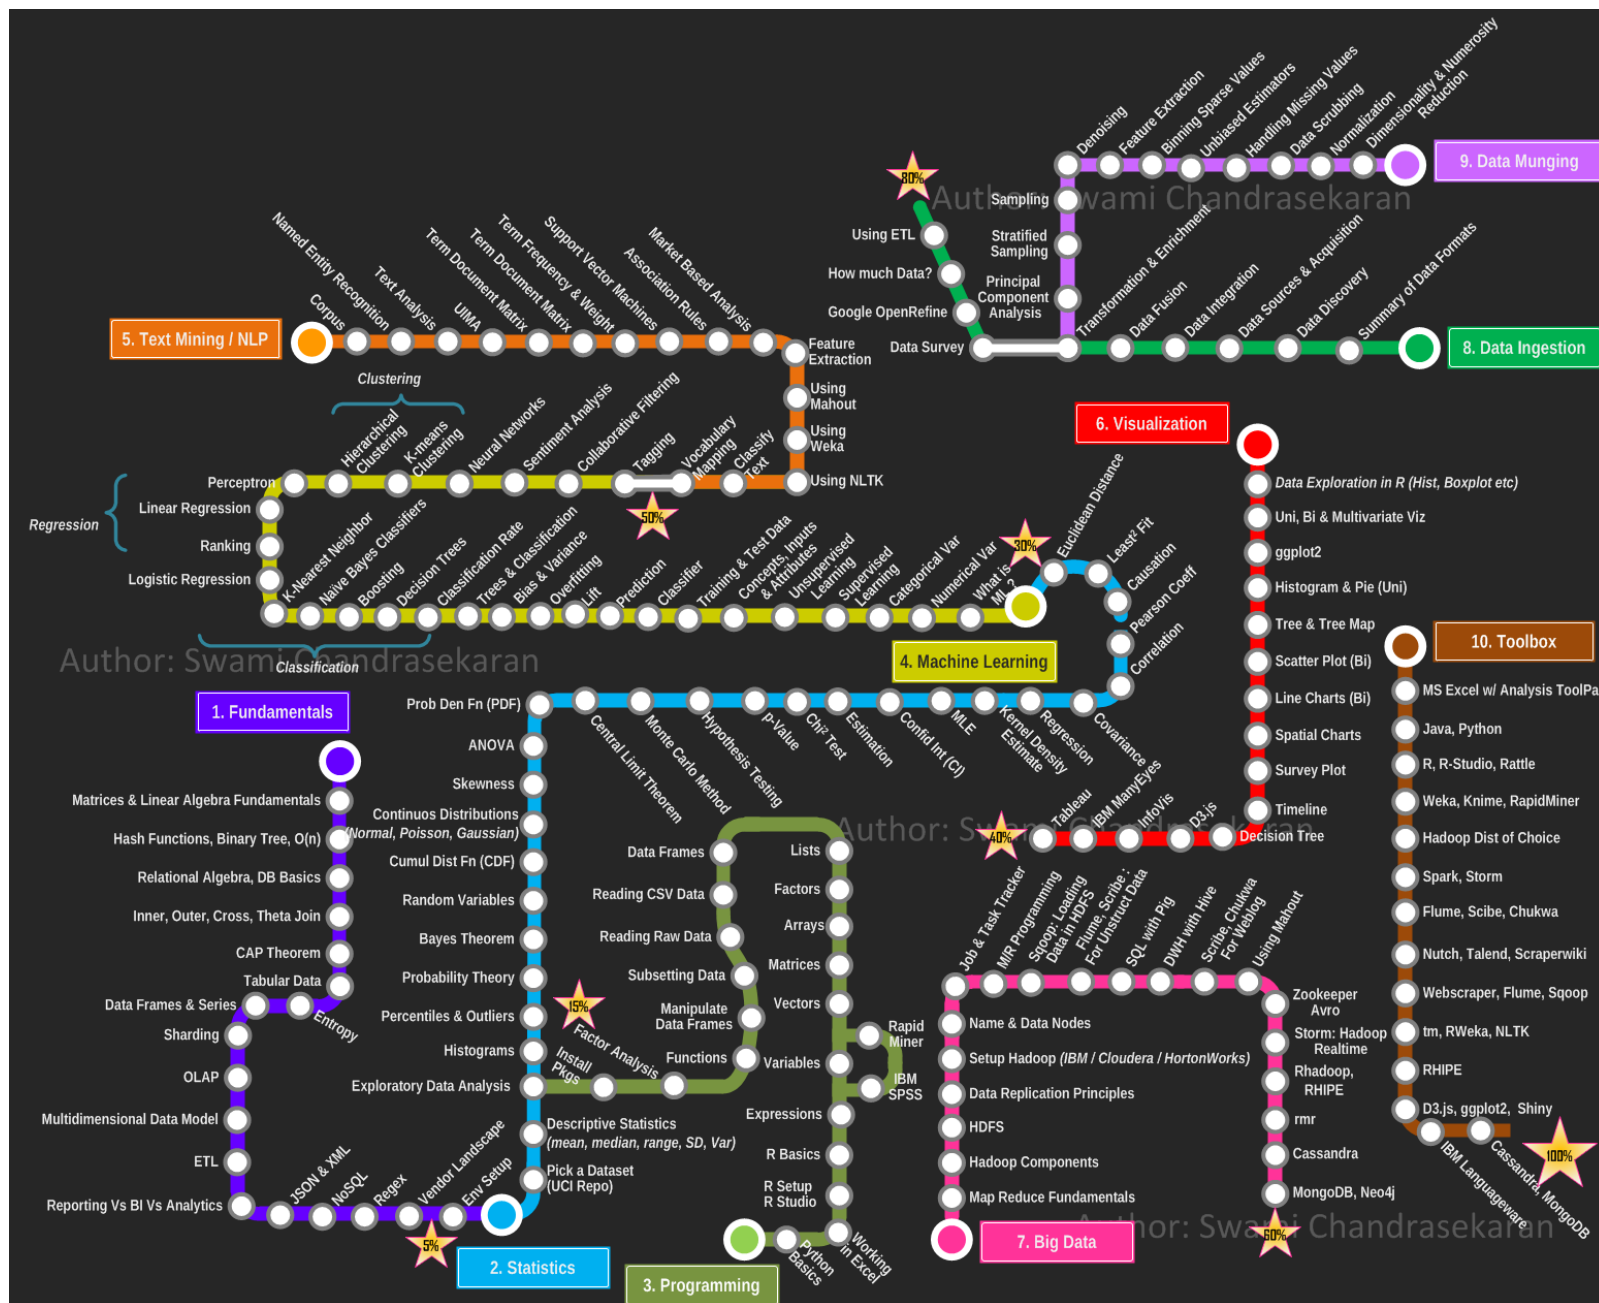 Dimensionality & Numerosity
Reduction
Normalization
Data Scrubbing
Handling Missing Values
Unbiased Estimators
Binning Sparse Values
Feature Extraction
Denoising
9. Data Munging
80%
Author: Swami Chandrasekaran
Sampling
Stratified
Sampling
Principal
Component
Analysis
Using ETL
How much Data?
Google OpenRefine
Data Survey
Transformation & Enrichment
Data Fusion
Data Integration
Data Sources & Acquisition
Data Discovery
Summary of Data Formats
8. Data Ingestion
5. Text Mining / NLP
Corpus
Named Entity Recognition
Text Analysis
UIMA
Term Document Matrix
Term Document Matrix
Term Frequency & Weight
Support Vector Machines
Association Rules
Market Based Analysis
Feature
Extraction
Using
Mahout
Using
Weka
Using NLTK
Classify
Text
Vocabulary
Mapping
Tagging
50%
Clustering
Collaborative Filtering
Sentiment Analysis
Neural Networks
K-means
Clustering
Hierarchical
Clustering
Perceptron
Linear Regression
Regression
Ranking
Logistic Regression
K-Nearest Neighbor
Naïve Bayes Classifiers
Boosting
Decision Trees
Classification Rate
Trees & Classification
Bias & Variance
Overfitting
Lift
Prediction
Classifier
Training & Test Data
Concepts, Inputs
& Attributes
Unsupervised
Learning
Supervised
Learning
Categorical Var
Numerical Var
What is
ML?
30%
Classification
Author: Swami Chandrasekaran
4. Machine Learning
Euclidean Distance
Least² Fit
Causation
Pearson Coeff
Correlation
Covariance
Regression
Kernel Density
Estimate
MLE
Confid Int (CI)
Estimation
Chi² Test
p-Value
Hypothesis Testing
Monte Carlo Method
Central Limit Theorem
Prob Den Fn (PDF)
ANOVA
Skewness
Continuos Distributions
(Normal, Poisson, Gaussian)
Cumul Dist Fn (CDF)
Random Variables
Bayes Theorem
Probability Theory
Percentiles & Outliers
Histograms
Exploratory Data Analysis
Descriptive Statistics
(mean, median, range, SD, Var)
Pick a Dataset
(UCI Repo)
2. Statistics
6. Visualization
Data Exploration in R (Hist, Boxplot etc)
Uni, Bi & Multivariate Viz
ggplot2
Histogram & Pie (Uni)
Tree & Tree Map
Scatter Plot (Bi)
Line Charts (Bi)
Spatial Charts
Survey Plot
Timeline
Decision Tree
D3.js
InfoVis
IBM ManyEyes
Tableau
40%
Author: Swami Chandrasekaran
10. Toolbox
MS Excel w/ Analysis ToolPa
Java, Python
R, R-Studio, Rattle
Weka, Knime, RapidMiner
Hadoop Dist of Choice
Spark, Storm
Flume, Scibe, Chukwa
Nutch, Talend, Scraperwiki
Webscraper, Flume, Sqoop
tm, RWeka, NLTK
RHIPE
D3.js, ggplot2, Shiny
IBM Languageware
Cassandra, MongoDB
100%
1. Fundamentals
Matrices & Linear Algebra Fundamentals
Hash Functions, Binary Tree, O(n)
Relational Algebra, DB Basics
Inner, Outer, Cross, Theta Join
CAP Theorem
Tabular Data
Entropy
Data Frames & Series
Sharding
OLAP
Multidimensional Data Model
ETL
Reporting Vs BI Vs Analytics
JSON & XML
NoSQL
Regex
Vendor Landscape
Env Setup
5%
15%
Install
Pkgs
Factor Analysis
Functions
Manipulate
Data Frames
Subsetting Data
Reading Raw Data
Reading CSV Data
Data Frames
Lists
Factors
Arrays
Matrices
Vectors
Variables
Rapid
Miner
IBM
SPSS
Expressions
R Basics
R Setup
R Studio
Working
in Excel
Python
Basics
3. Programming
7. Big Data
Map Reduce Fundamentals
Hadoop Components
HDFS
Data Replication Principles
Setup Hadoop (IBM / Cloudera / HortonWorks)
Name & Data Nodes
Job & Task Tracker
M/R Programming
Sqoop: Loading
Data in HDFS
Flume, Scribe :
For Unstruct Data
SQL with Pig
DWH with Hive
Scribe, Chukwa
For Weblog
Using Mahout
Zookeeper
Avro
Storm: Hadoop
Realtime
Rhadoop,
RHIPE
rmr
Cassandra
MongoDB, Neo4j
60%
Author: Swami Chandrasekaran